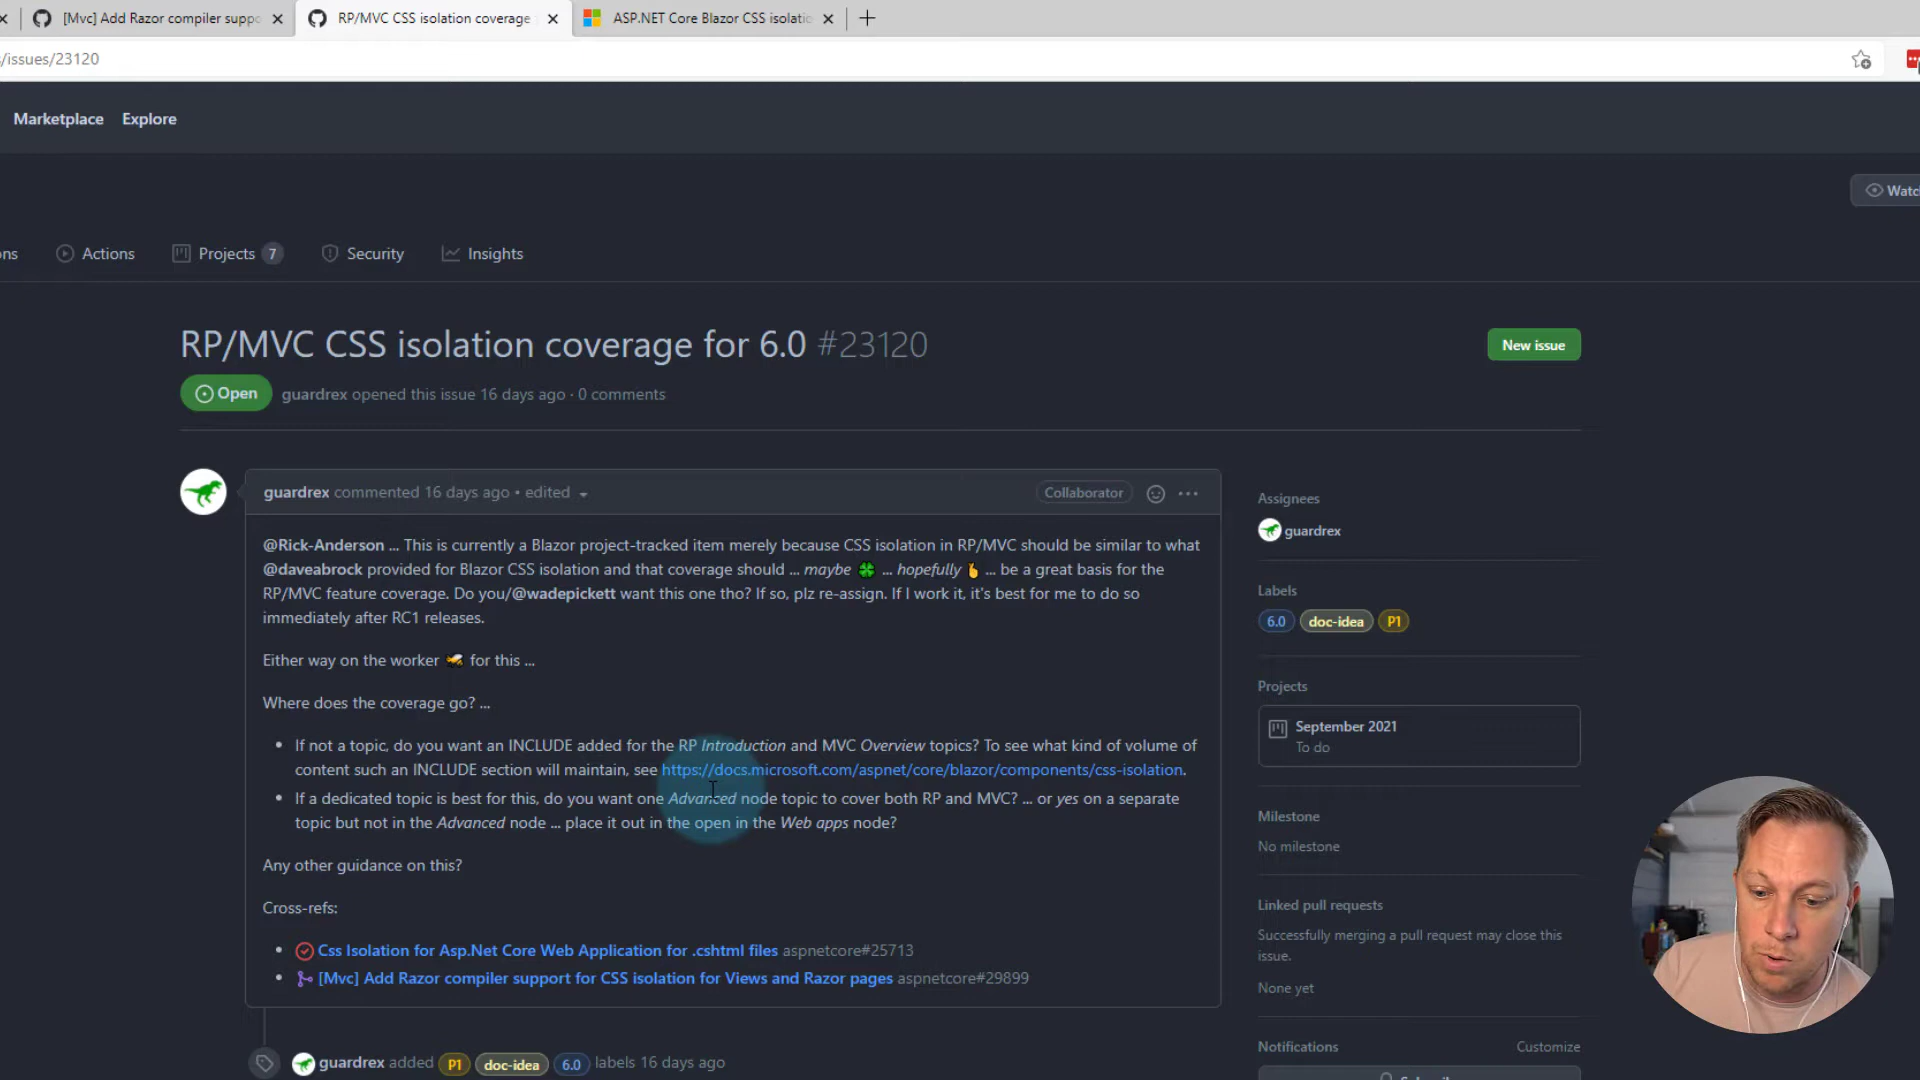 [Mvc] Add Razor compiler suppo
RP/MVC CSS isolation coverage
ASP.NET Core Blazor CSS isolatio
/issues/23120
Marketplace
Explore
Watc
ons
Actions
Projects 7
Security
Insights
RP/MVC CSS isolation coverage for 6.0 #23120
New issue
Open
guardrex opened this issue 16 days ago · 0 comments
guardrex commented 16 days ago • edited
Collaborator
@Rick-Anderson ... This is currently a Blazor project-tracked item merely because CSS isolation in RP/MVC should be similar to what
@daveabrock provided for Blazor CSS isolation and that coverage should ... maybe 🍀 ... hopefully 🤞 ... be a great basis for the
RP/MVC feature coverage. Do you/@wadepickett want this one tho? If so, plz re-assign. If I work it, it's best for me to do so
immediately after RC1 releases.
Either way on the worker 🐝 for this ...
Where does the coverage go? ...
• If not a topic, do you want an INCLUDE added for the RP Introduction and MVC Overview topics? To see what kind of volume of
content such an INCLUDE section will maintain, see https://docs.microsoft.com/aspnet/core/blazor/components/css-isolation.
• If a dedicated topic is best for this, do you want one Advanced node topic to cover both RP and MVC? ... or yes on a separate
topic but not in the Advanced node ... place it out in the open in the Web apps node?
Any other guidance on this?
Cross-refs:
• Css Isolation for Asp.Net Core Web Application for .cshtml files aspnetcore#25713
• [Mvc] Add Razor compiler support for CSS isolation for Views and Razor pages aspnetcore#29899
guardrex added P1 doc-idea 6.0 labels 16 days ago
Assignees
guardrex
Labels
6.0 doc-idea P1
Projects
September 2021
To do
Milestone
No milestone
Linked pull requests
Successfully merging a pull request may close this
issue.
None yet
Notifications
Customize